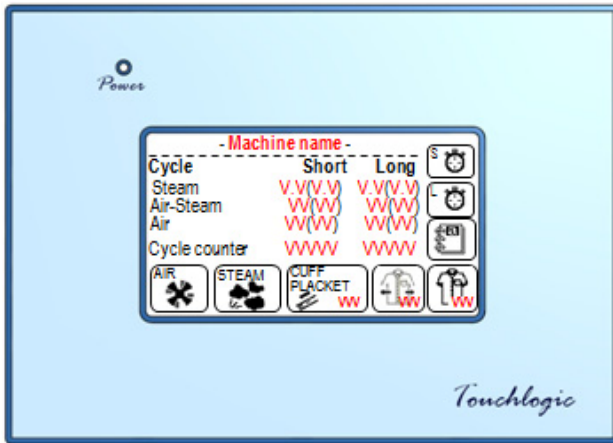 Power
- Machine name -
Cycle Short Long
Steam V.V(V.V) V.V(V.V)
Air-Steam VV(VV) VV(VV)
Air VV(VV) VV(VV)
Cycle counter VVVVV VVVVV
S
L
AIR
STEAM
CUFF
PLACKET
VV
VV
VV
Touchlogic